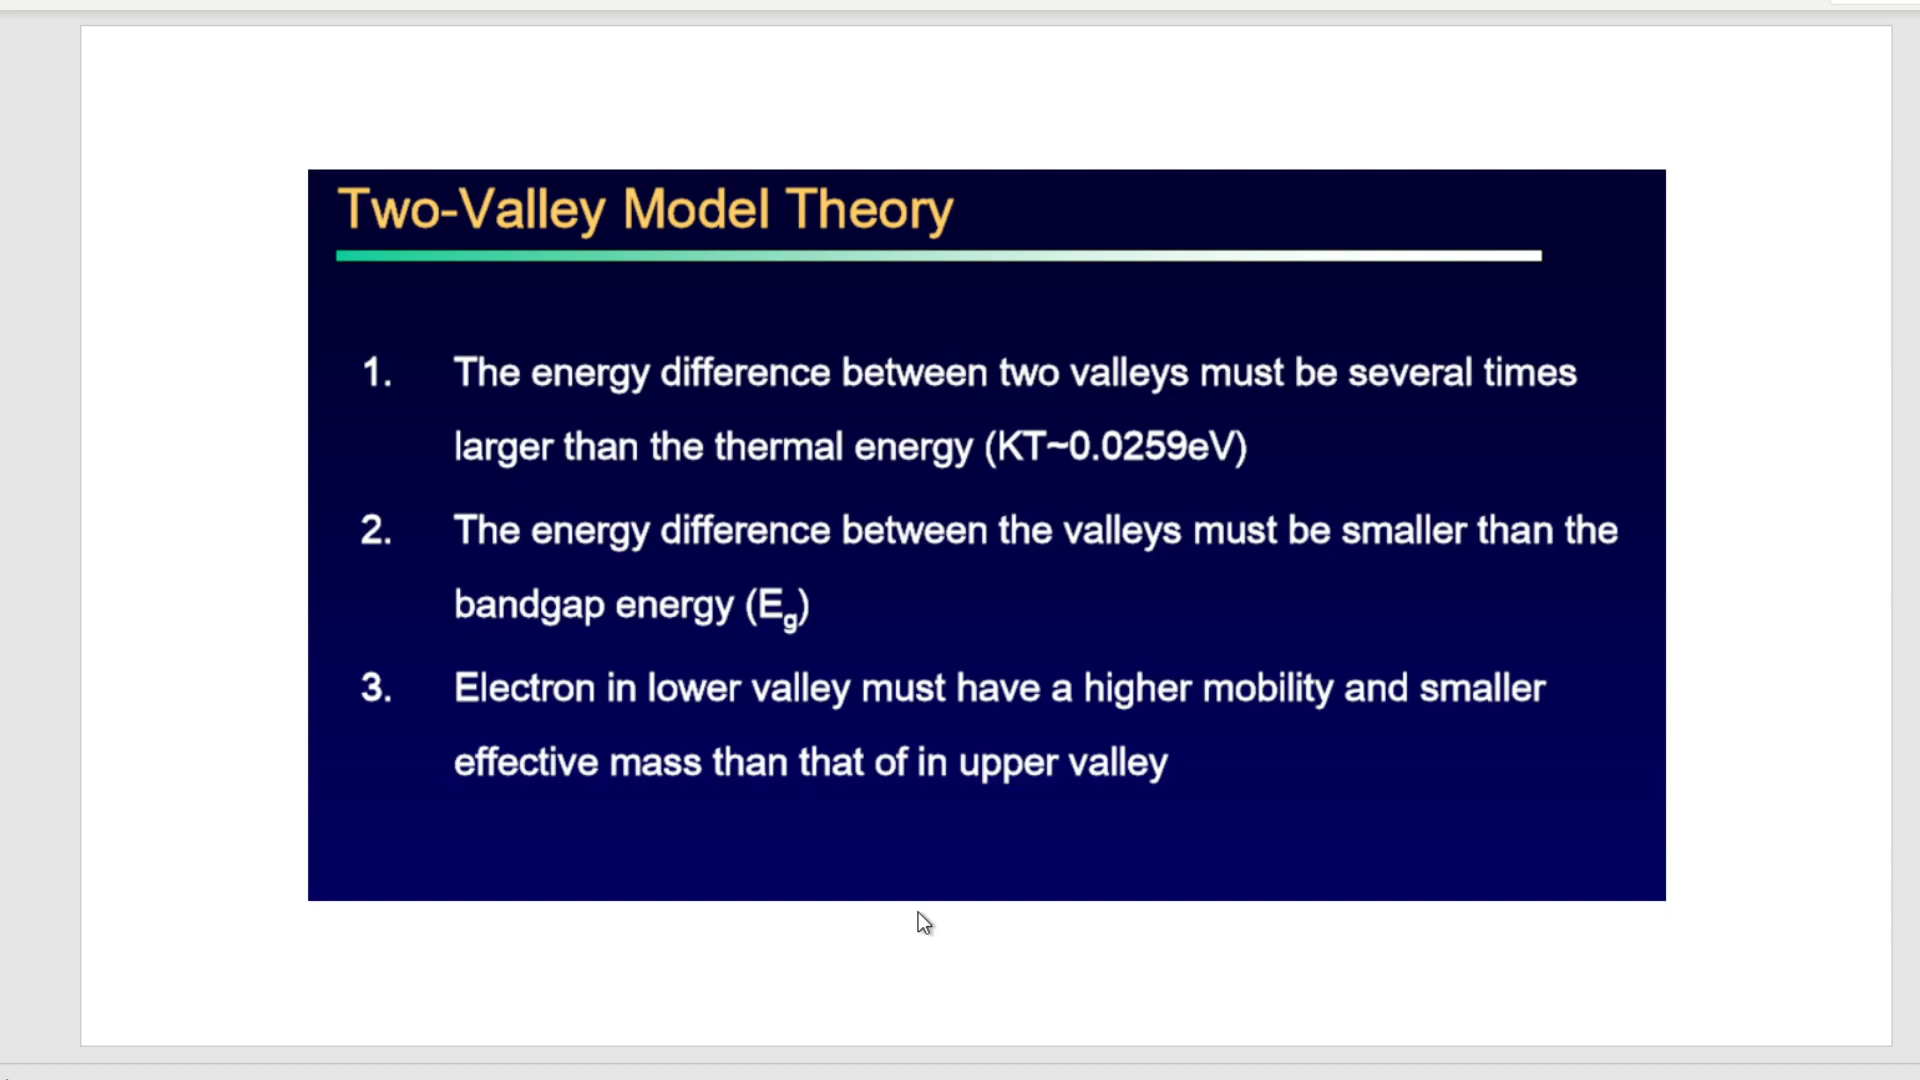 Two-Valley Model Theory
1. The energy difference between two valleys must be several times
larger than the thermal energy (KT~0.0259eV)
2. The energy difference between the valleys must be smaller than the
bandgap energy (Eg)
3. Electron in lower valley must have a higher mobility and smaller
effective mass than that of in upper valley